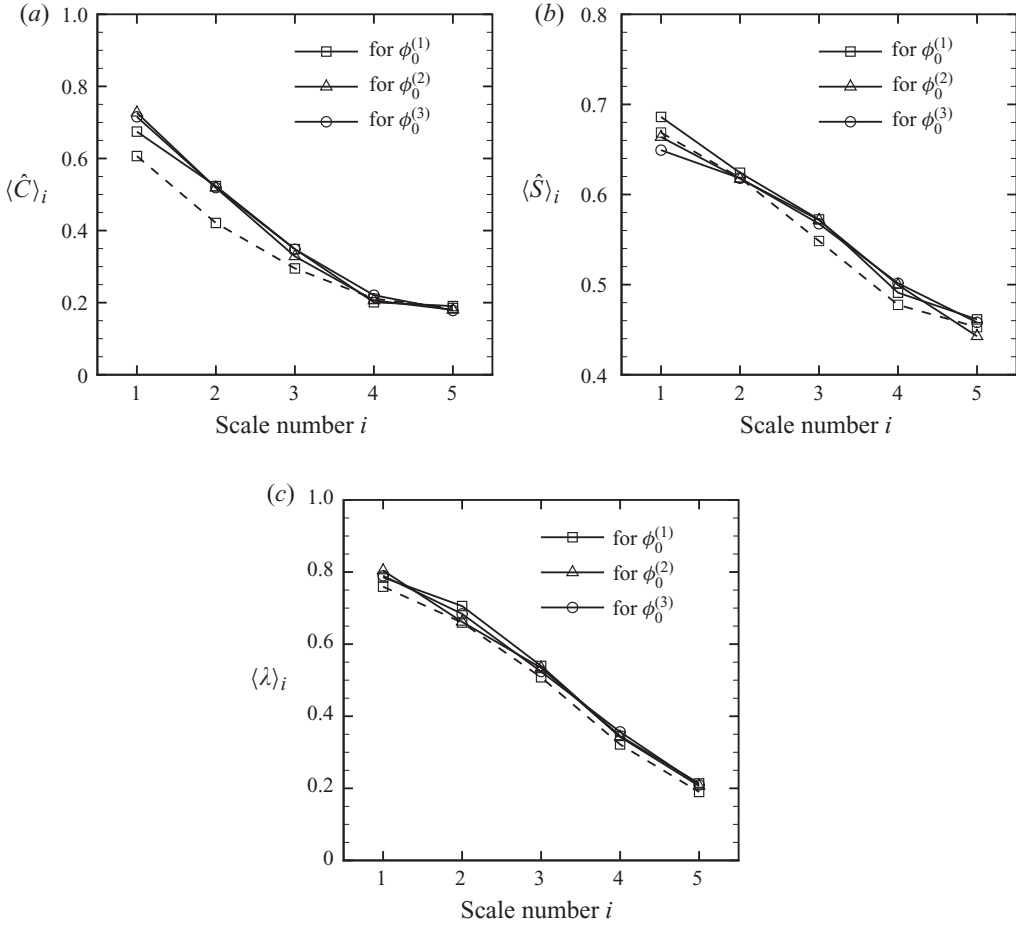 (a)
1.0
0.8
0.6
0.4
0.2
0
⟨Ĉ⟩ᵢ
for ϕ₀⁽¹⁾
for ϕ₀⁽²⁾
for ϕ₀⁽³⁾
1 2 3 4 5
Scale number i
(b)
0.8
0.7
0.6
0.5
0.4
⟨Ŝ⟩ᵢ
for ϕ₀⁽¹⁾
for ϕ₀⁽²⁾
for ϕ₀⁽³⁾
1 2 3 4 5
Scale number i
(c)
1.0
0.8
0.6
0.4
0.2
0
⟨λ⟩ᵢ
for ϕ₀⁽¹⁾
for ϕ₀⁽²⁾
for ϕ₀⁽³⁾
1 2 3 4 5
Scale number i